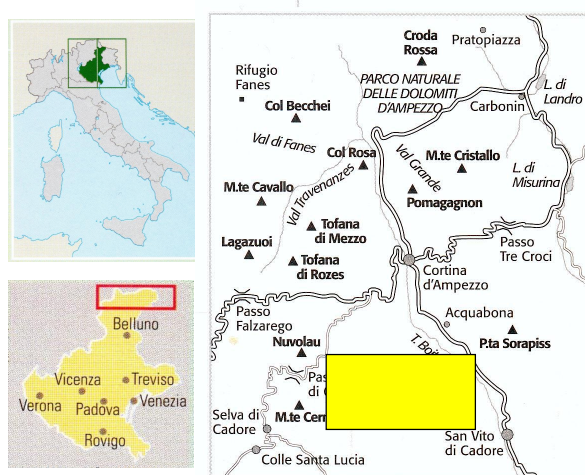 Belluno
Vicenza
Treviso
Verona
Padova
Venezia
Rovigo
Croda
Rossa
Pratopiazza
Rifugio
Fanes
PARCO NATURALE
DELLE DOLOMITI
D'AMPEZZO
L. di
Landro
Carbonin
Col Becchei
Val di Fanes
Col Rosa
Val Grande
M.te Cristallo
L. di
Misurina
M.te Cavallo
Val Travenanzes
Pomagagnon
Tofana
di Mezzo
Lagazuoi
Tofana
di Rozes
Passo
Tre Croci
Cortina
d'Ampezzo
Passo
Falzarego
Acquabona
Nuvolau
P.ta Sorapiss
T.
di
M.te
Selva di
Cadore
San Vito
di Cadore
Colle Santa Lucia